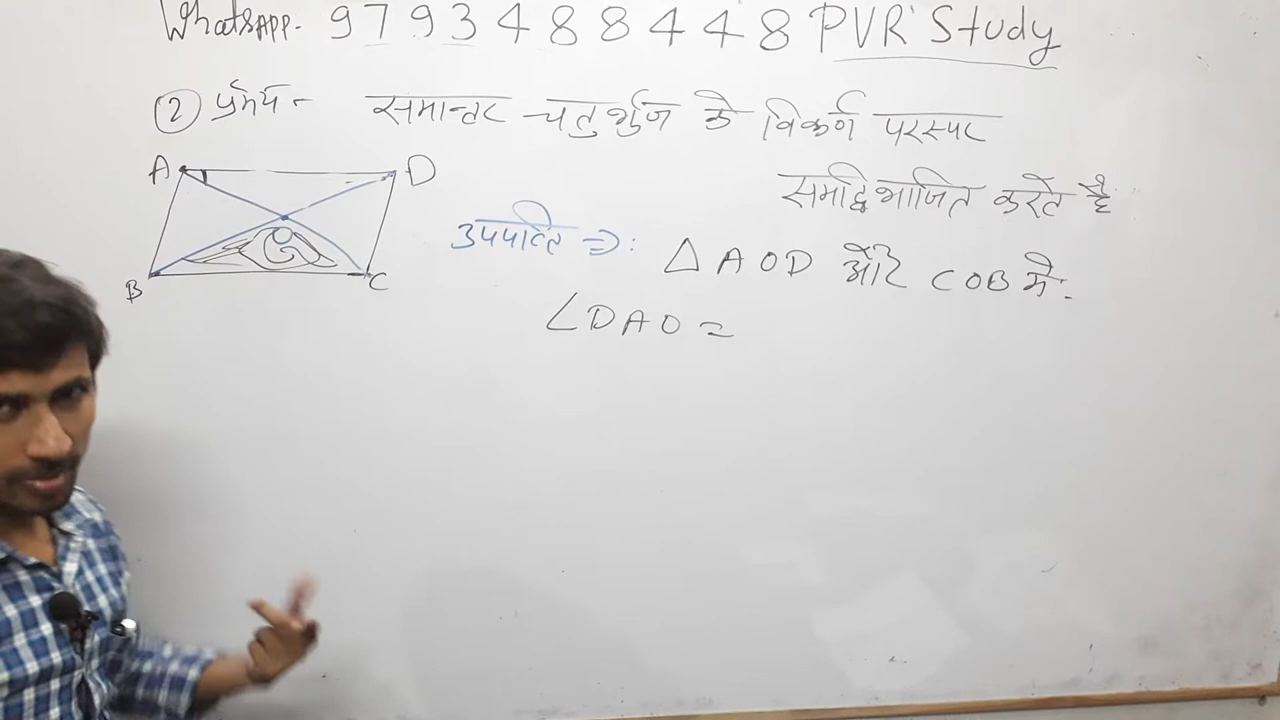 WhatsApp. 9793488448 PVR Study
② प्रमेय - समान्तर चतुर्भुज के विकर्ण परस्पर
समद्विभाजित करते है
A D
उपपत्ति ⇒: △ AOD और COB में.
B C
∠DAO =